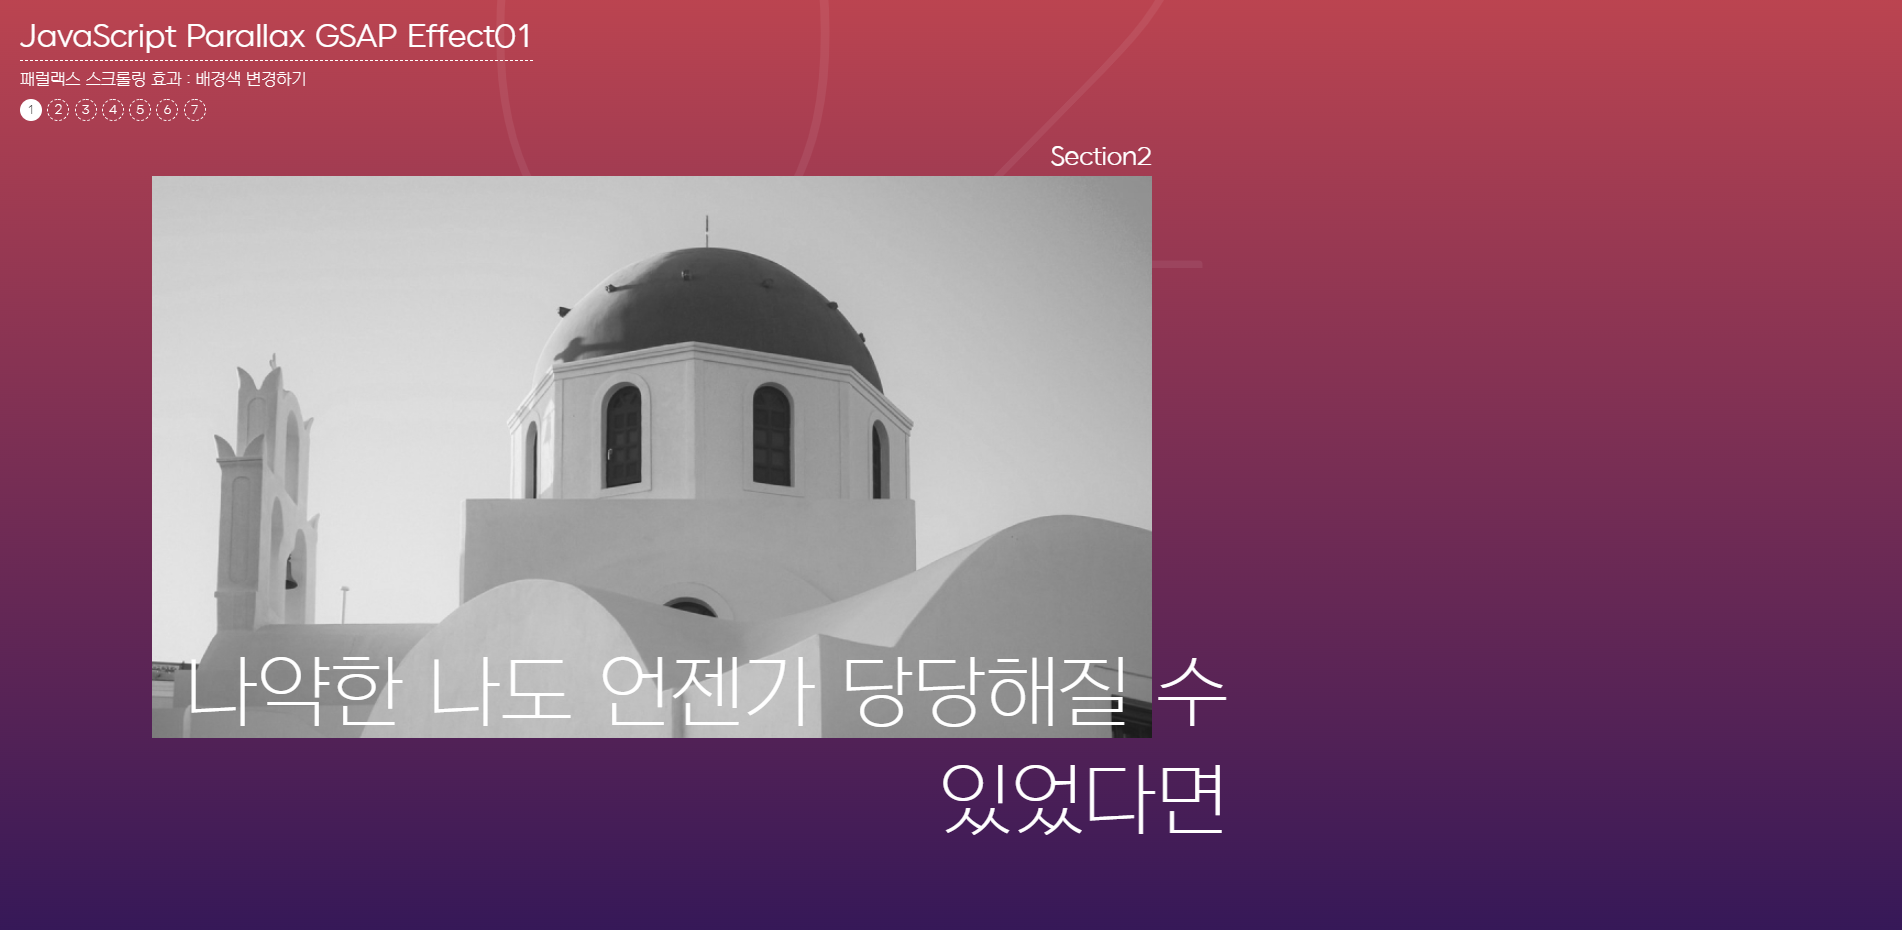 JavaScript Parallax GSAP Effect01
패럴랙스 스크롤링 효과 : 배경색 변경하기
1 2 3 4 5 6 7
02
Section2
나약한 나도 언젠가 당당해질 수
있었다면